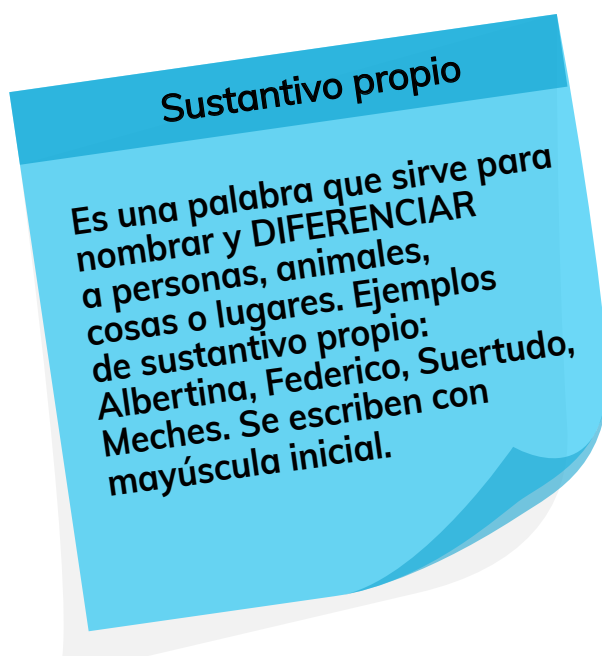 Sustantivo propio
Es una palabra que sirve para
nombrar y DIFERENCIAR
a personas, animales,
cosas o lugares. Ejemplos
de sustantivo propio:
Albertina, Federico, Suertudo,
Meches. Se escriben con
mayúscula inicial.